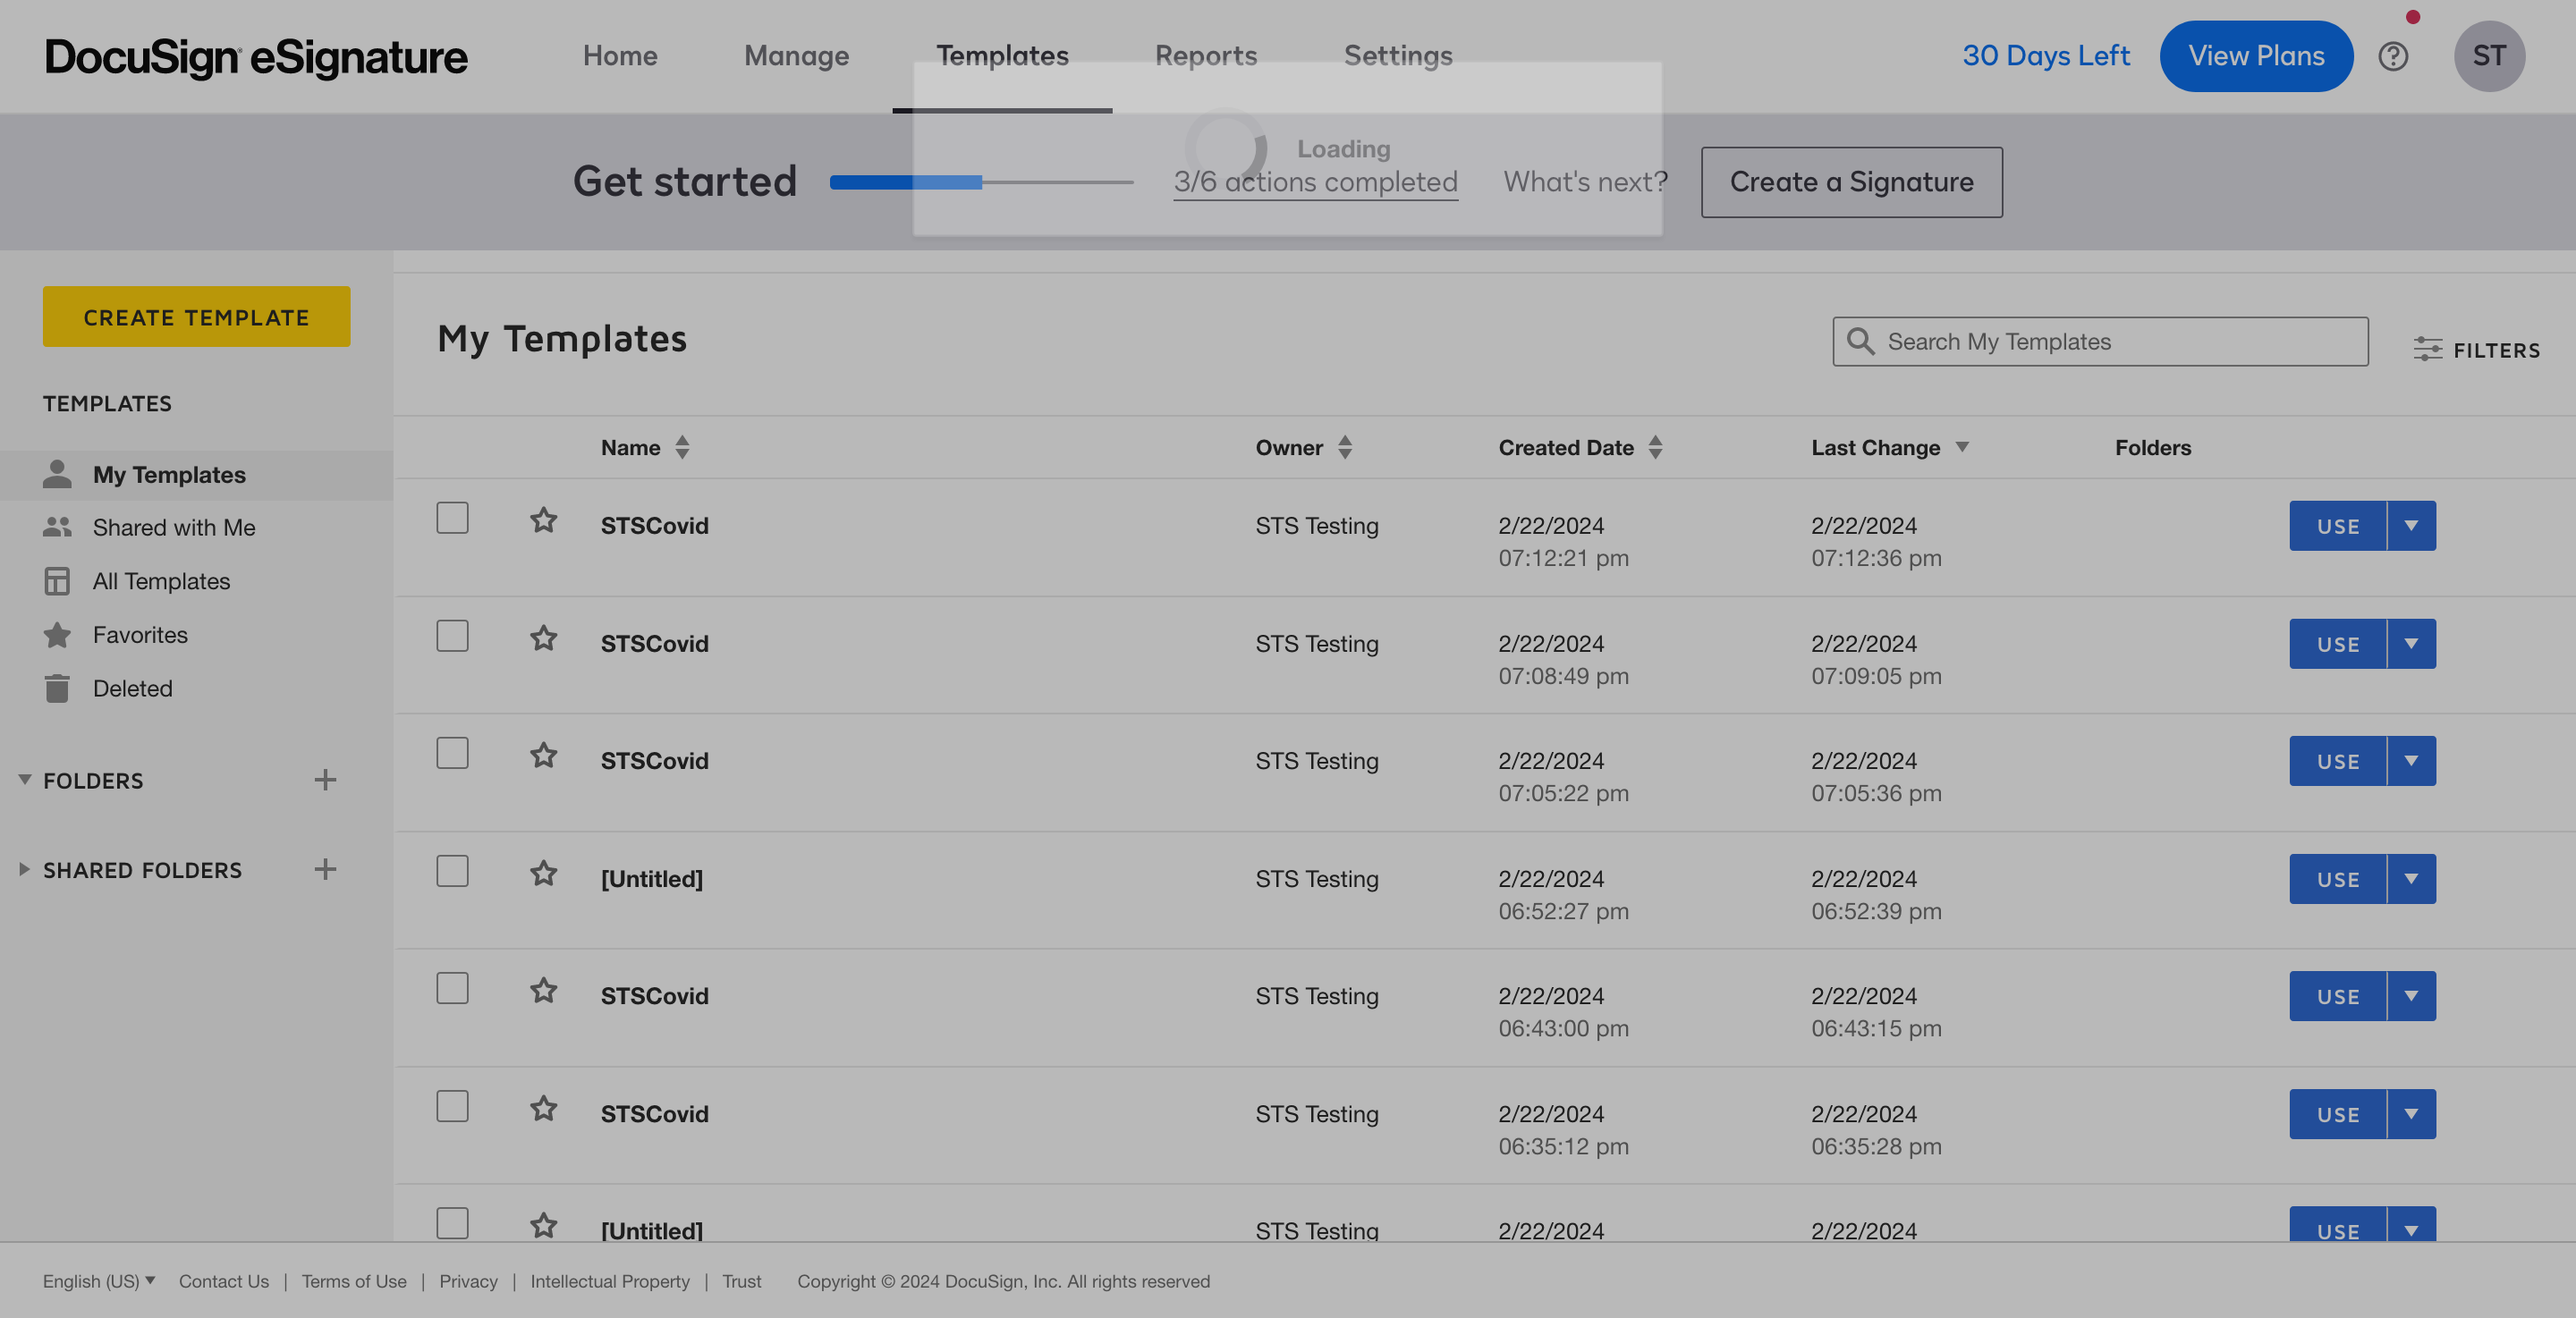 DocuSign eSignature Home Manage Templates Reports Settings 30 Days Left View Plans ST
Loading
Get started 3/6 actions completed What's next? Create a Signature
CREATE TEMPLATE
TEMPLATES
My Templates
Shared with Me
All Templates
Favorites
Deleted
FOLDERS
SHARED FOLDERS
My Templates Search My Templates FILTERS
Name Owner Created Date Last Change Folders
STSCovid STS Testing 2/22/2024 2/22/2024 USE
07:12:21 pm 07:12:36 pm
STSCovid STS Testing 2/22/2024 2/22/2024 USE
07:08:49 pm 07:09:05 pm
STSCovid STS Testing 2/22/2024 2/22/2024 USE
07:05:22 pm 07:05:36 pm
[Untitled] STS Testing 2/22/2024 2/22/2024 USE
06:52:27 pm 06:52:39 pm
STSCovid STS Testing 2/22/2024 2/22/2024 USE
06:43:00 pm 06:43:15 pm
STSCovid STS Testing 2/22/2024 2/22/2024 USE
06:35:12 pm 06:35:28 pm
[Untitled] STS Testing 2/22/2024 2/22/2024 USE
English (US) Contact Us | Terms of Use | Privacy | Intellectual Property | Trust Copyright © 2024 DocuSign, Inc. All rights reserved